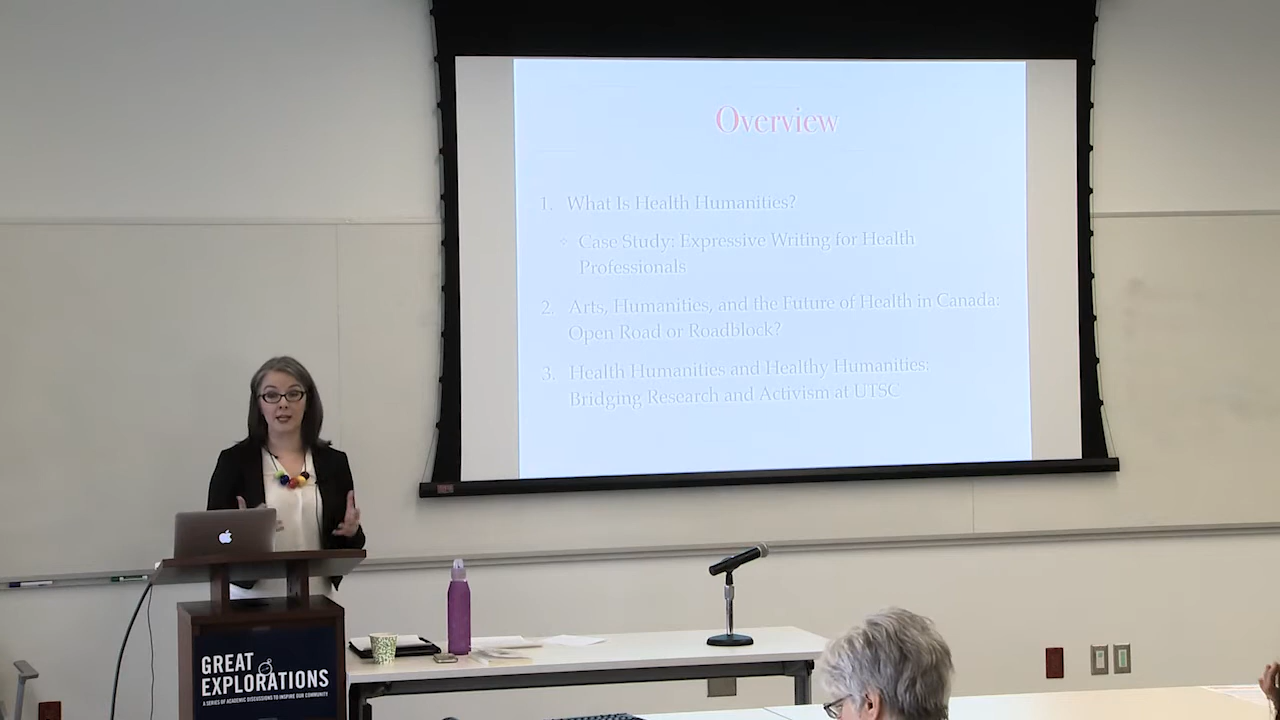 Overview
1. What Is Health Humanities?
Case Study: Expressive Writing for Health
Professionals
2. Arts, Humanities, and the Future of Health in Canada:
Open Road or Roadblock?
3. Health Humanities and Healthy Humanities:
Bridging Research and Activism at UTSC
GREAT
EXPLORATIONS
A SERIES OF ACADEMIC DISCUSSIONS TO INSPIRE OUR COMMUNITY